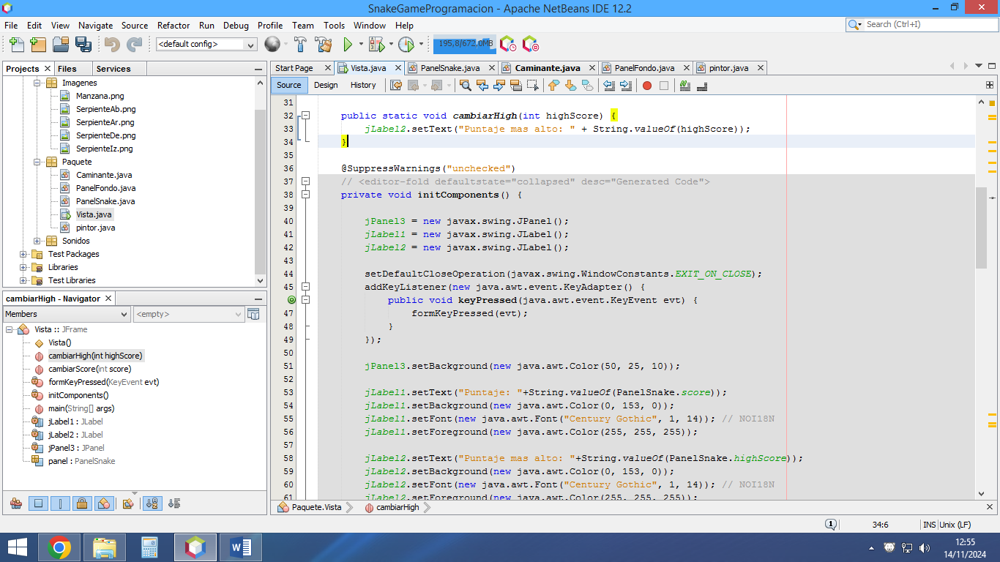 SnakeGameProgramacion - Apache NetBeans IDE 12.2
File Edit View Navigate Source Refactor Run Debug Profile Team Tools Window Help
Search (Ctrl+I)
<default config>
195,8/672,0MB
Projects
Files
Services
Imagenes
Manzana.png
SerpienteAb.png
SerpienteAr.png
SerpienteDe.png
SerpienteIz.png
Paquete
Caminante.java
PanelFondo.java
PanelSnake.java
Vista.java
pintor.java
Sonidos
Test Packages
Libraries
Test Libraries
cambiarHigh - Navigator
Members
<empty>
Vista :: JFrame
Vista()
cambiarHigh(int highScore)
cambiarScore(int score)
formKeyPressed(KeyEvent evt)
initComponents()
main(String[] args)
jLabel1 : JLabel
jLabel2 : JLabel
jPanel3 : JPanel
panel : PanelSnake
Start Page
Vista.java
PanelSnake.java
Caminante.java
PanelFondo.java
pintor.java
Source Design History
31
32 public static void cambiarHigh(int highScore) {
33 jLabel2.setText("Puntaje mas alto: " + String.valueOf(highScore));
34 }
35
36 @SuppressWarnings("unchecked")
37 // <editor-fold defaultstate="collapsed" desc="Generated Code">
38 private void initComponents() {
39
40 jPanel3 = new javax.swing.JPanel();
41 jLabel1 = new javax.swing.JLabel();
42 jLabel2 = new javax.swing.JLabel();
43
44 setDefaultCloseOperation(javax.swing.WindowConstants.EXIT_ON_CLOSE);
45 addKeyListener(new java.awt.event.KeyAdapter() {
public void keyPressed(java.awt.event.KeyEvent evt) {
47 formKeyPressed(evt);
48 }
49 });
50
51 jPanel3.setBackground(new java.awt.Color(50, 25, 10));
52
53 jLabel1.setText("Puntaje: "+String.valueOf(PanelSnake.score));
54 jLabel1.setBackground(new java.awt.Color(0, 153, 0));
55 jLabel1.setFont(new java.awt.Font("Century Gothic", 1, 14)); // NOI18N
56 jLabel1.setForeground(new java.awt.Color(255, 255, 255));
57
58 jLabel2.setText("Puntaje mas alto: "+String.valueOf(PanelSnake.highScore));
59 jLabel2.setBackground(new java.awt.Color(0, 153, 0));
60 jLabel2.setFont(new java.awt.Font("Century Gothic", 1, 14)); // NOI18N
61 jLabel2.setForeground(new java.awt.Color(255, 255, 255));
Paquete.Vista
cambiarHigh
1
34:6
INS
Unix (LF)
12:55
14/11/2024